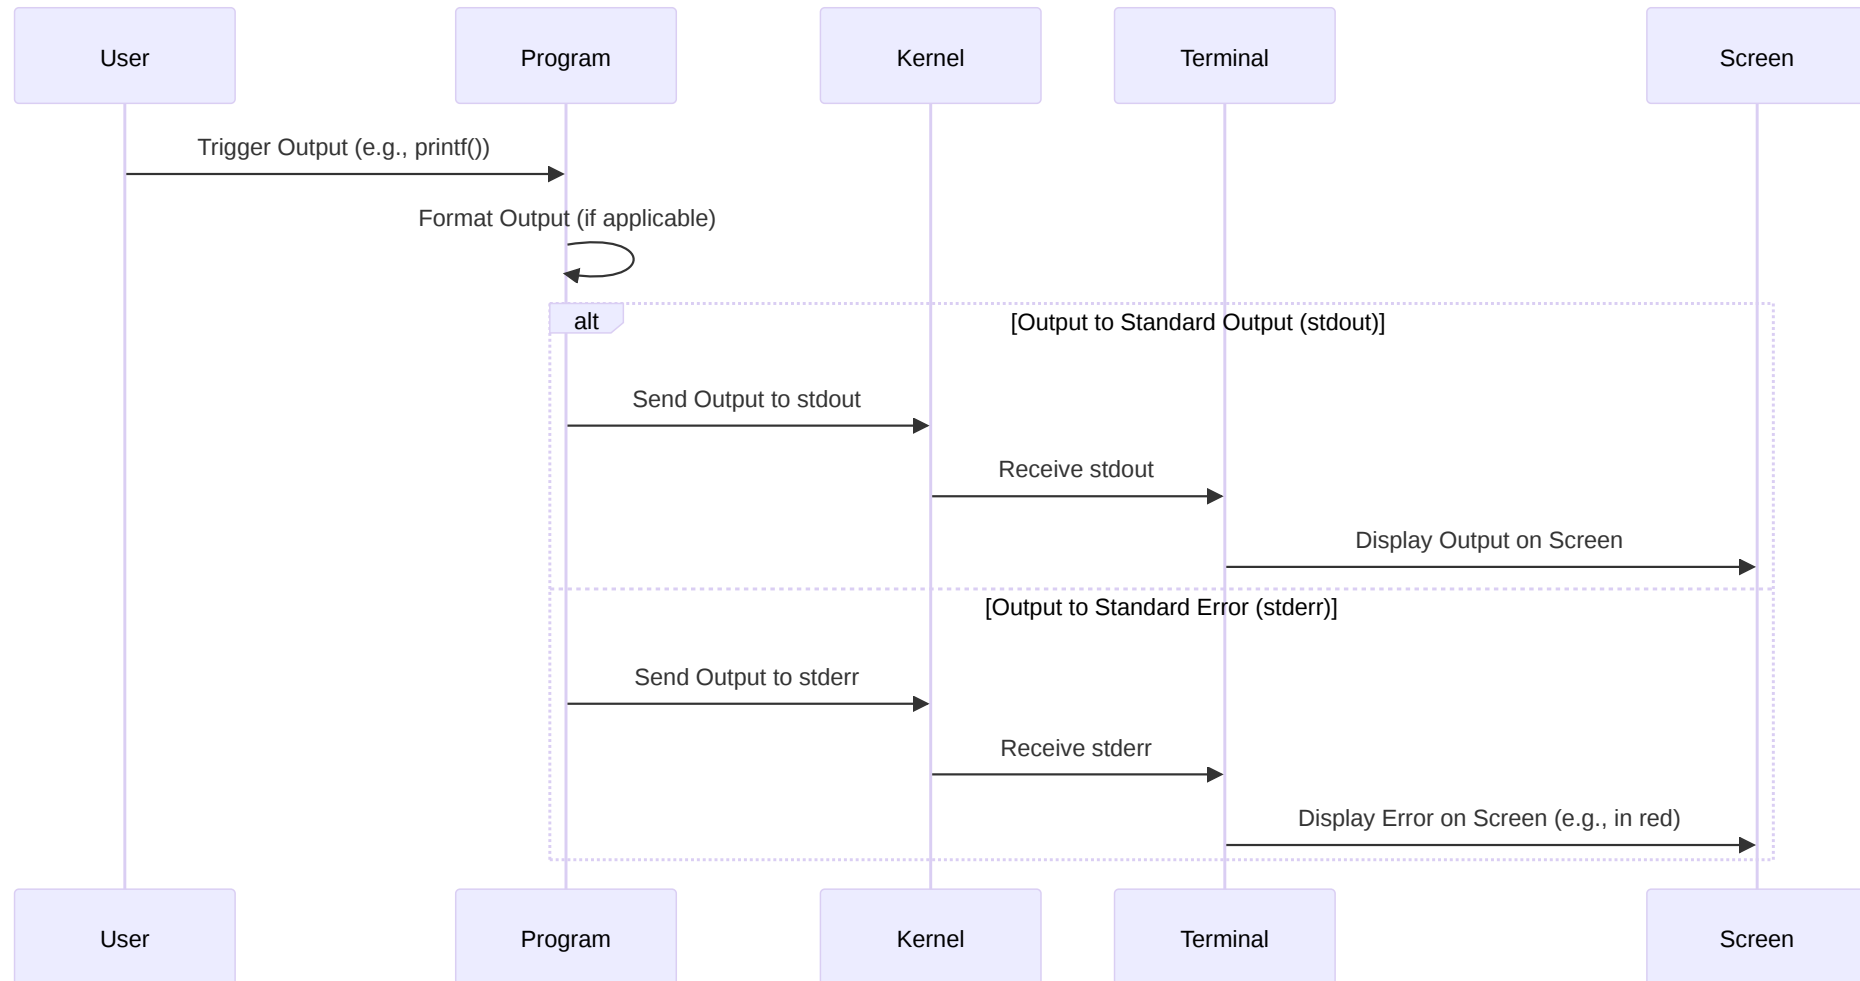 User
Program
Kernel
Terminal
Screen
Trigger Output (e.g., printf())
Format Output (if applicable)
alt
[Output to Standard Output (stdout)]
Send Output to stdout
Receive stdout
Display Output on Screen
[Output to Standard Error (stderr)]
Send Output to stderr
Receive stderr
Display Error on Screen (e.g., in red)
User
Program
Kernel
Terminal
Screen